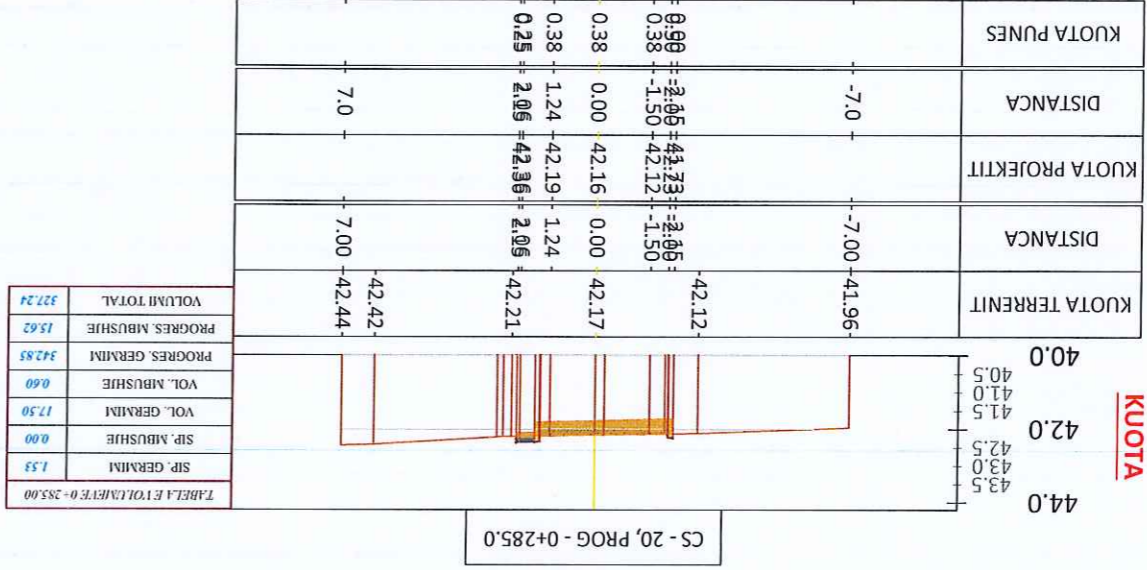 CS - 20, PROG - 0+285.0
KUOTA
44.0
43.5
43.0
42.5
42.0
41.5
41.0
40.5
40.0
TABELA E VOLUMEVE 0+285.00
SIP. GERMIM 1.53
SIP. MBUSHJE 0.00
VOL. GERMIM 17.50
VOL. MBUSHJE 0.60
PROGRES. GERMIM 342.85
PROGRES. MBUSHJE 15.62
VOLUMI TOTAL 327.24
KUOTA TERRENIT 41.96 42.12 42.17 42.21 42.42 42.44
DISTANCA -7.00 -1.50 0.00 1.24 7.00
KUOTA PROJEKTIT 42.12 42.16 42.19
DISTANCA -7.0 -1.50 0.00 1.24 7.0
KUOTA PUNES 0.38 0.38 0.38